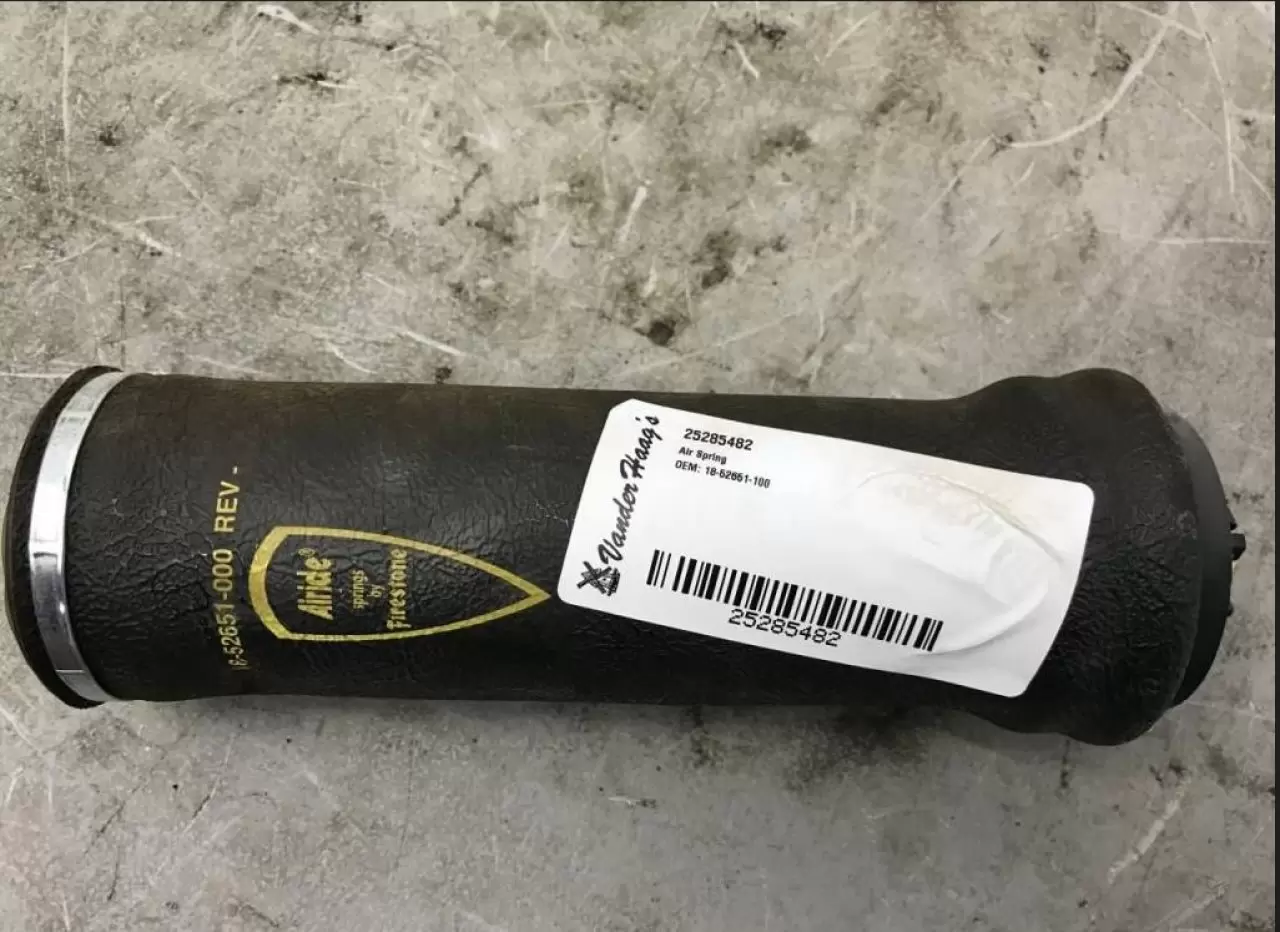 18-52651-000 REV -
Airide®
springs
by
Firestone
Vander Haag's
25285482
Air Spring
OEM: 18-52651-100
25285482